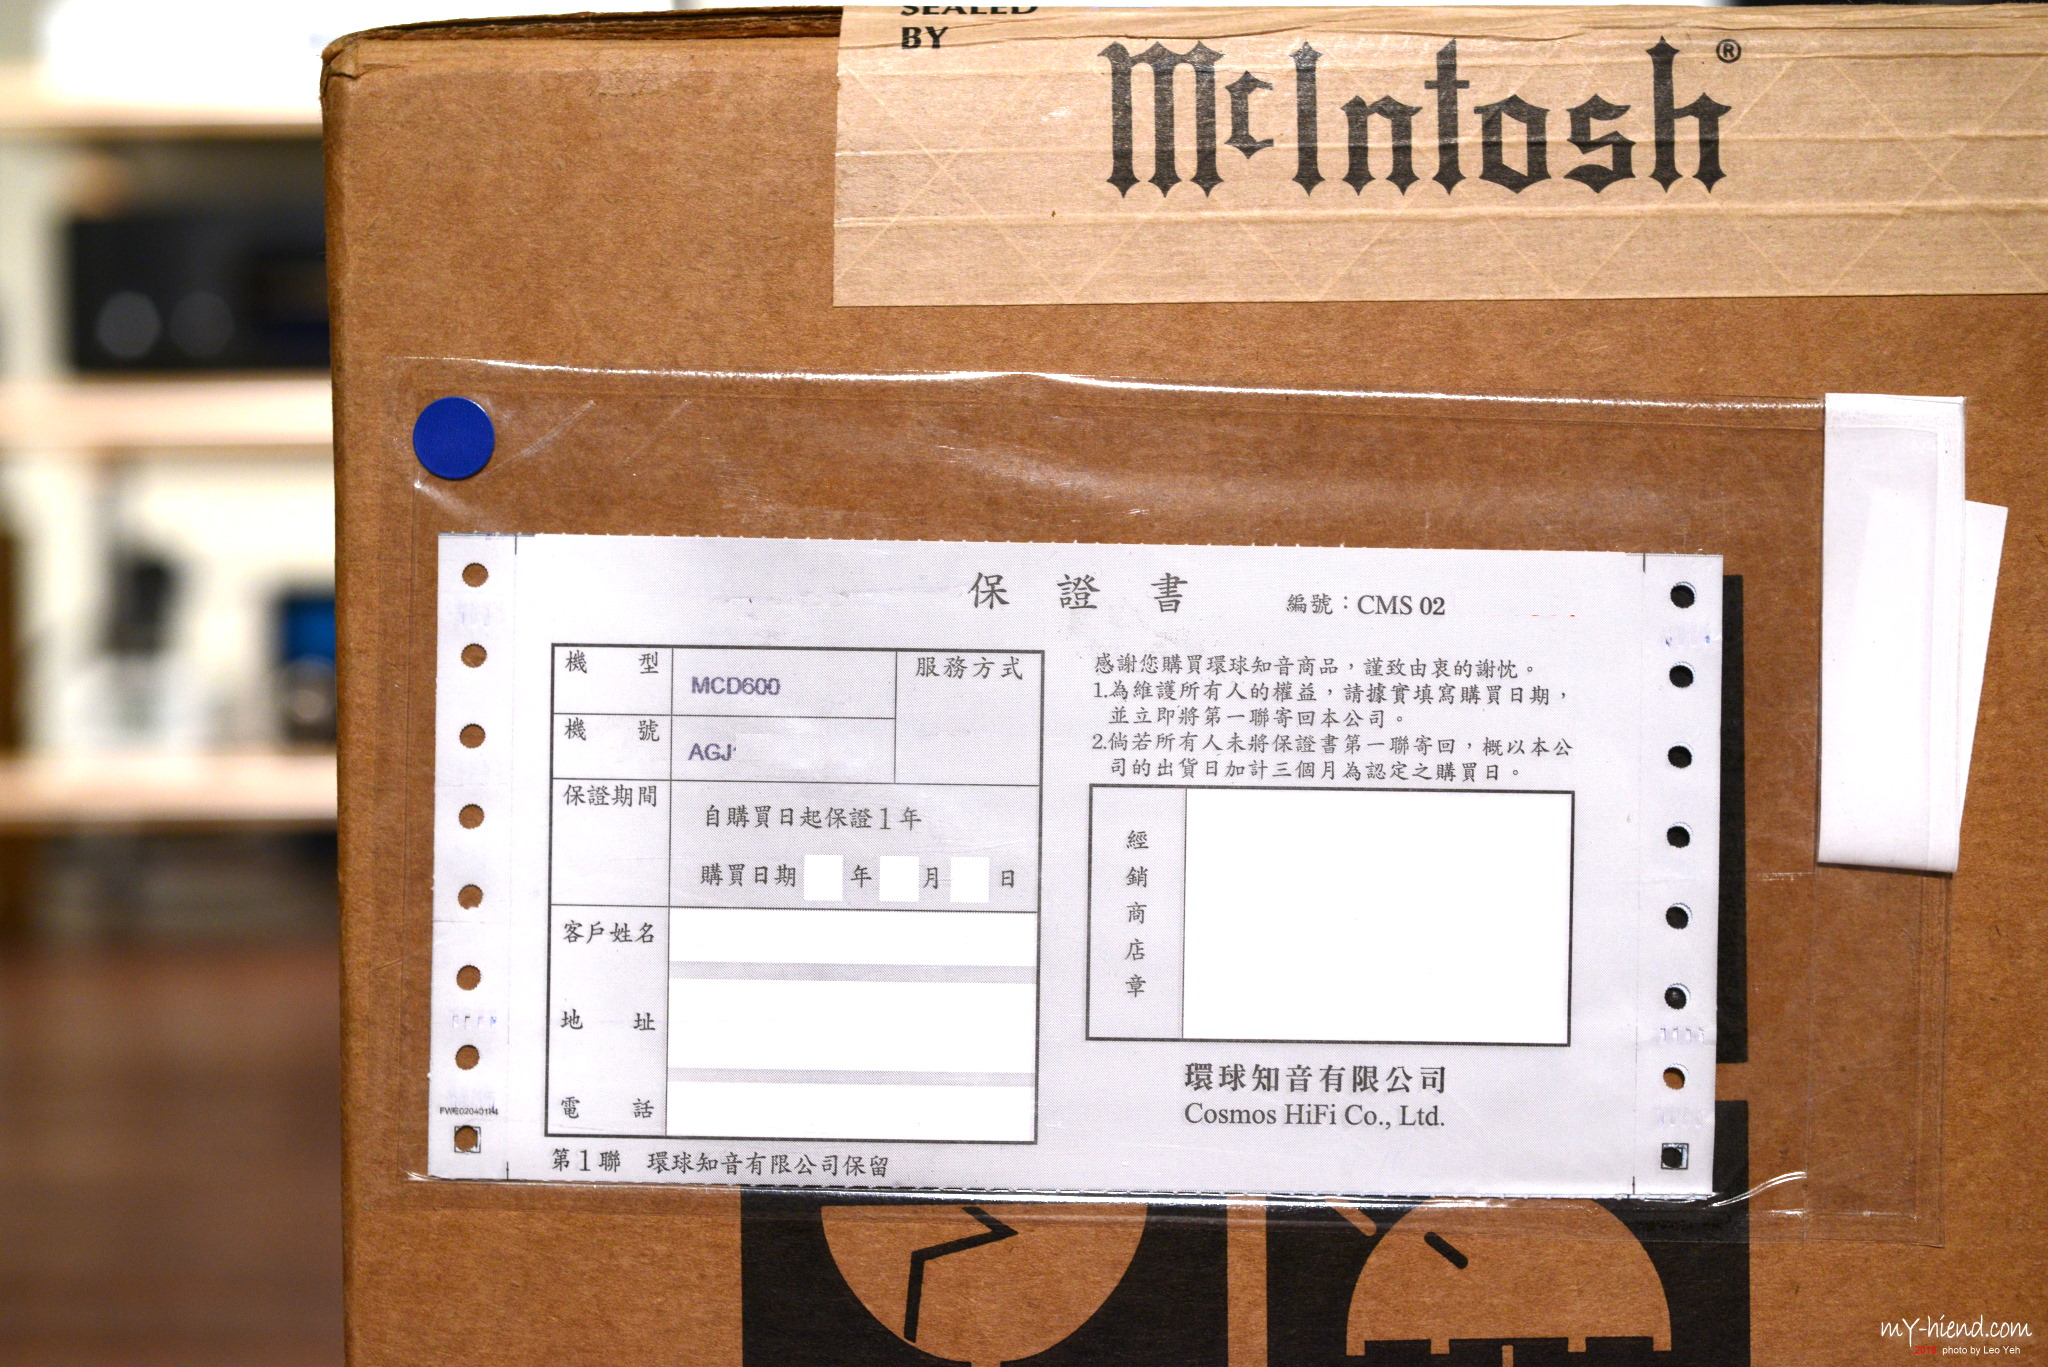 SEALED
BY
McIntosh®
保證書
編號：CMS 02
機型
MCD600
服務方式
機號
AGJ
保證期間
自購買日起保證1年
購買日期 年 月 日
客戶姓名
地址
電話
第1聯 環球知音有限公司保留
感謝您購買環球知音商品，謹致由衷的謝忱。
1.為維護所有人的權益，請據實填寫購買日期，
並立即將第一聯寄回本公司。
2.倘若所有人未將保證書第一聯寄回，概以本公
司的出貨日加計三個月為認定之購買日。
經銷商店章
環球知音有限公司
Cosmos HiFi Co., Ltd.
my-hiend.com
photo by Leo Yeh